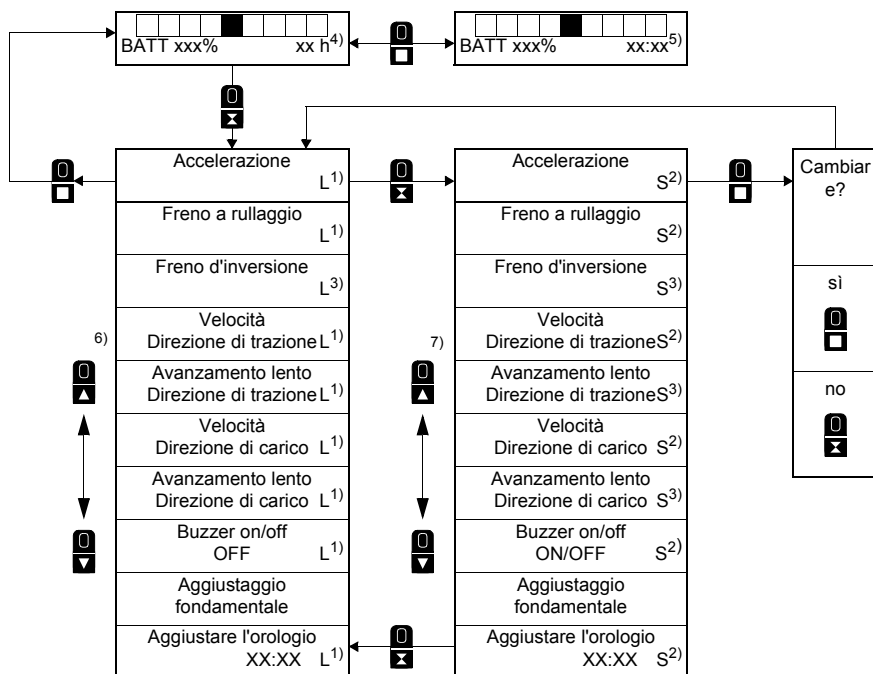 BATT xxx% xx h4)
BATT xxx% xx:xx5)
Accelerazione
L1)
Freno a rullaggio
L1)
Freno d'inversione
L3)
Velocità
Direzione di trazione L1)
Avanzamento lento
Direzione di trazione L1)
Velocità
Direzione di carico L1)
Avanzamento lento
Direzione di carico L1)
Buzzer on/off
OFF L1)
Aggiustaggio
fondamentale
Aggiustare l'orologio
XX:XX L1)
6)
Accelerazione
S2)
Freno a rullaggio
S2)
Freno d'inversione
S3)
Velocità
Direzione di trazioneS2)
Avanzamento lento
Direzione di trazioneS3)
Velocità
Direzione di carico S2)
Avanzamento lento
Direzione di carico S3)
Buzzer on/off
ON/OFF S2)
Aggiustaggio
fondamentale
Aggiustare l'orologio
XX:XX S2)
7)
Cambiar
e?
sì
no